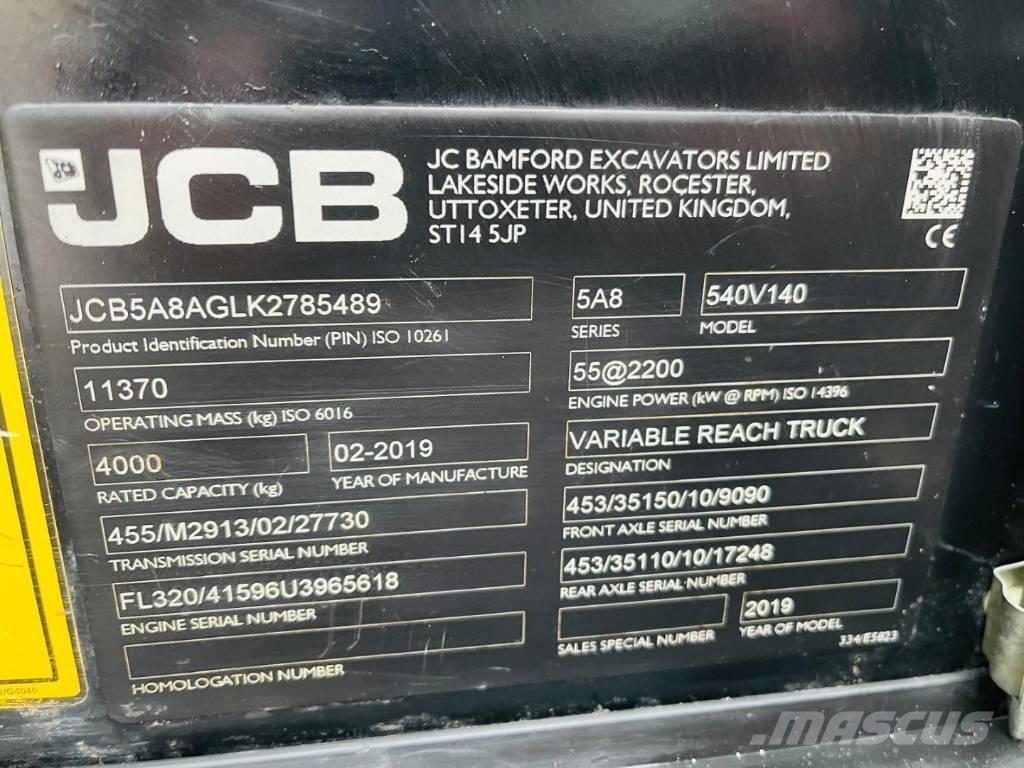 JCB
JC BAMFORD EXCAVATORS LIMITED
LAKESIDE WORKS, ROCESTER,
UTTOXETER, UNITED KINGDOM,
ST14 5JP
CE
JCB5A8AGLK2785489
Product Identification Number (PIN) ISO 10261
5A8
SERIES
540V140
MODEL
11370
OPERATING MASS (kg) ISO 6016
55@2200
ENGINE POWER (kW @ RPM) ISO 14396
4000
RATED CAPACITY (kg)
02-2019
YEAR OF MANUFACTURE
VARIABLE REACH TRUCK
DESIGNATION
455/M2913/02/27730
TRANSMISSION SERIAL NUMBER
453/35150/10/9090
FRONT AXLE SERIAL NUMBER
FL320/41596U3965618
ENGINE SERIAL NUMBER
453/35110/10/17248
REAR AXLE SERIAL NUMBER
HOMOLOGATION NUMBER
SALES SPECIAL NUMBER
2019
YEAR OF MODEL
334/E5823
MASCUS